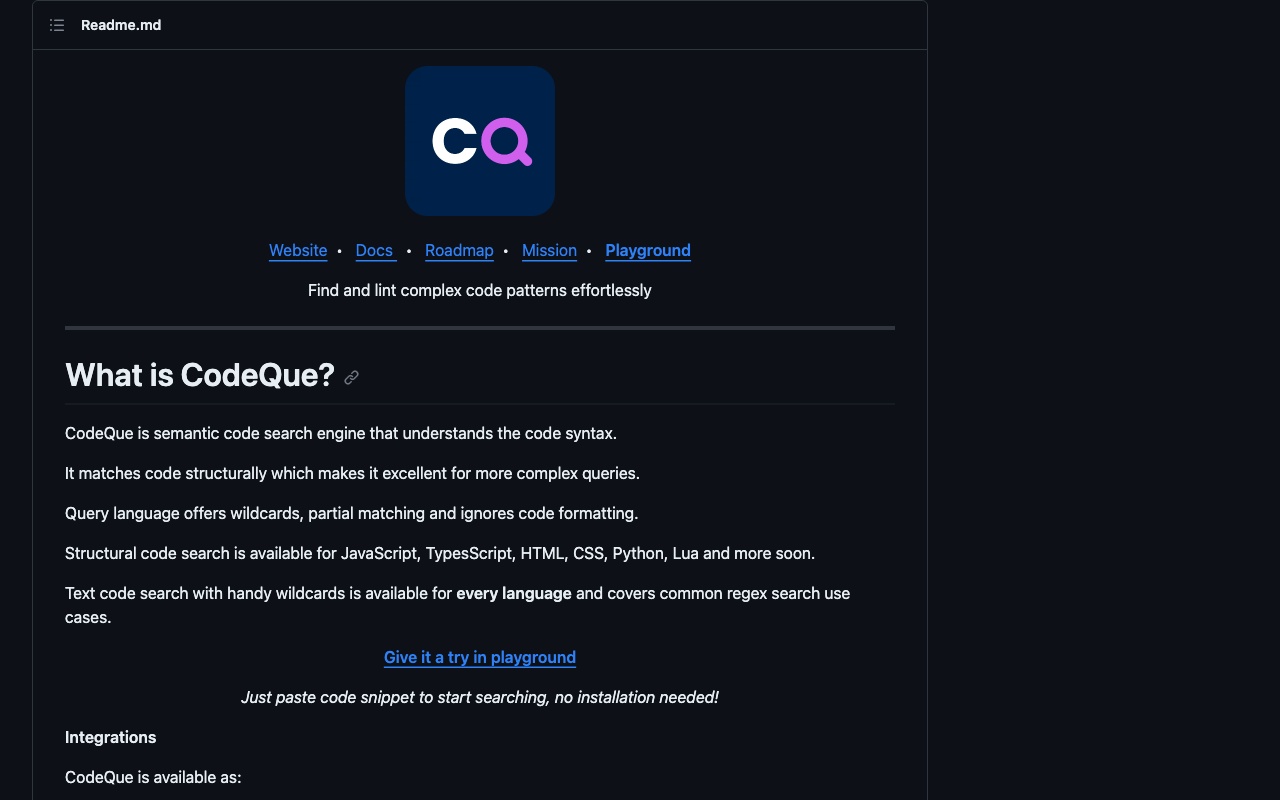 Readme.md
CQ
Website • Docs • Roadmap • Mission • Playground
Find and lint complex code patterns effortlessly
What is CodeQue?
CodeQue is semantic code search engine that understands the code syntax.
It matches code structurally which makes it excellent for more complex queries.
Query language offers wildcards, partial matching and ignores code formatting.
Structural code search is available for JavaScript, TypesScript, HTML, CSS, Python, Lua and more soon.
Text code search with handy wildcards is available for every language and covers common regex search use
cases.
Give it a try in playground
Just paste code snippet to start searching, no installation needed!
Integrations
CodeQue is available as: